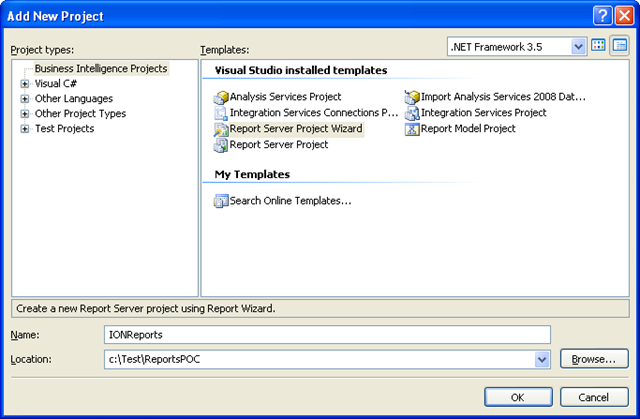 Add New Project
Project types:
Templates:
.NET Framework 3.5
Business Intelligence Projects
Visual C#
Other Languages
Other Project Types
Test Projects
Visual Studio installed templates
Analysis Services Project
Import Analysis Services 2008 Dat...
Integration Services Connections P...
Integration Services Project
Report Server Project Wizard
Report Model Project
Report Server Project
My Templates
Search Online Templates...
Create a new Report Server project using Report Wizard.
Name:
IONReports
Location:
c:\Test\ReportsPOC
Browse...
OK
Cancel